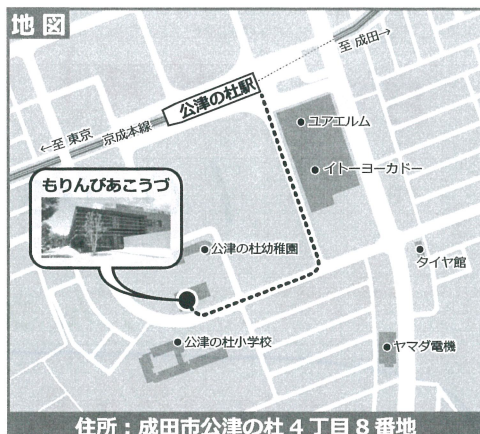 地図
至 成田→
公津の杜駅
←至 東京 京成本線
ユアエルム
イトーヨーカドー
もりんぴあこうづ
公津の杜幼稚園
タイヤ館
公津の杜小学校
ヤマダ電機
住所:成田市公津の杜4丁目8番地